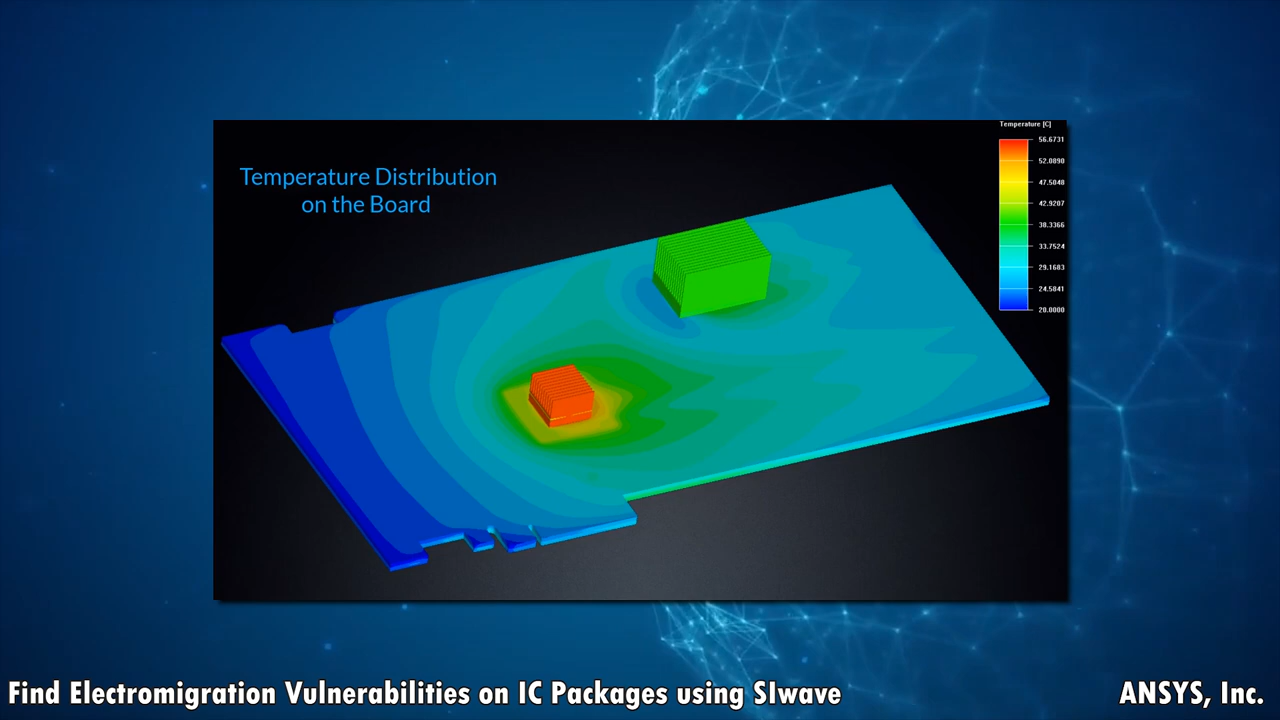 Temperature [C]
56.6731
52.0890
47.5048
42.9207
38.3366
33.7524
29.1683
24.5841
20.0000
Temperature Distribution
on the Board
Find Electromigration Vulnerabilities on IC Packages using SIwave
ANSYS, Inc.